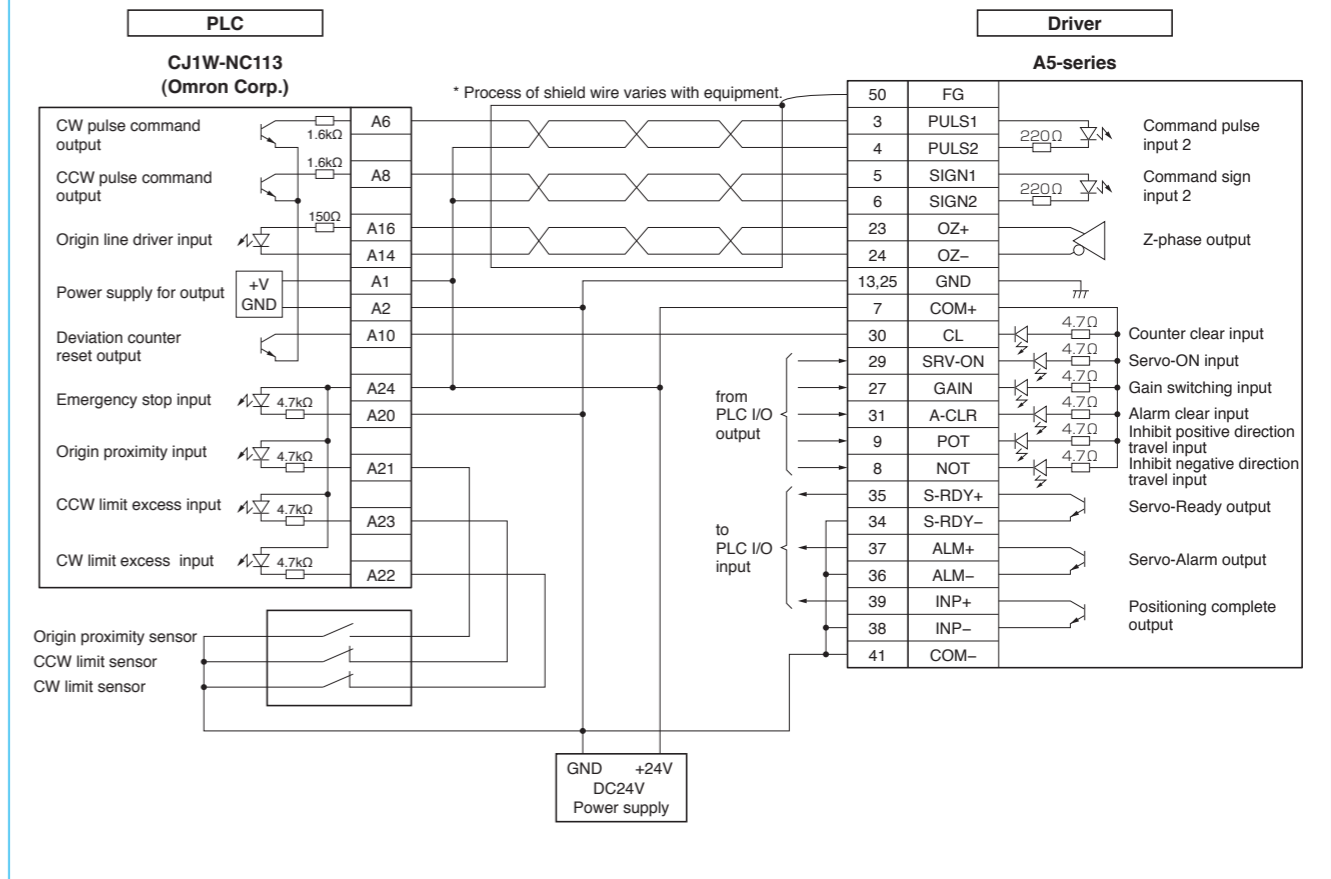 PLC
Driver
CJ1W-NC113
(Omron Corp.)
A5-series
* Process of shield wire varies with equipment.
CW pulse command
output
1.6kΩ
A6
CCW pulse command
output
1.6kΩ
A8
Origin line driver input
150Ω
A16
A14
Power supply for output
+V
GND
A1
A2
Deviation counter
reset output
A10
Emergency stop input
4.7kΩ
A24
A20
Origin proximity input
4.7kΩ
A21
CCW limit excess input
4.7kΩ
A23
CW limit excess input
4.7kΩ
A22
Origin proximity sensor
CCW limit sensor
CW limit sensor
GND +24V
DC24V
Power supply
from
PLC I/O
output
to
PLC I/O
input
50 FG
3 PULS1
4 PULS2
220Ω
Command pulse
input 2
5 SIGN1
6 SIGN2
220Ω
Command sign
input 2
23 OZ+
24 OZ−
Z-phase output
13,25 GND
7 COM+
30 CL
4.7Ω
Counter clear input
29 SRV-ON
4.7Ω
Servo-ON input
27 GAIN
4.7Ω
Gain switching input
31 A-CLR
4.7Ω
Alarm clear input
9 POT
4.7Ω
Inhibit positive direction
travel input
8 NOT
4.7Ω
Inhibit negative direction
travel input
35 S-RDY+
34 S-RDY−
Servo-Ready output
37 ALM+
36 ALM−
Servo-Alarm output
39 INP+
38 INP−
Positioning complete
output
41 COM−